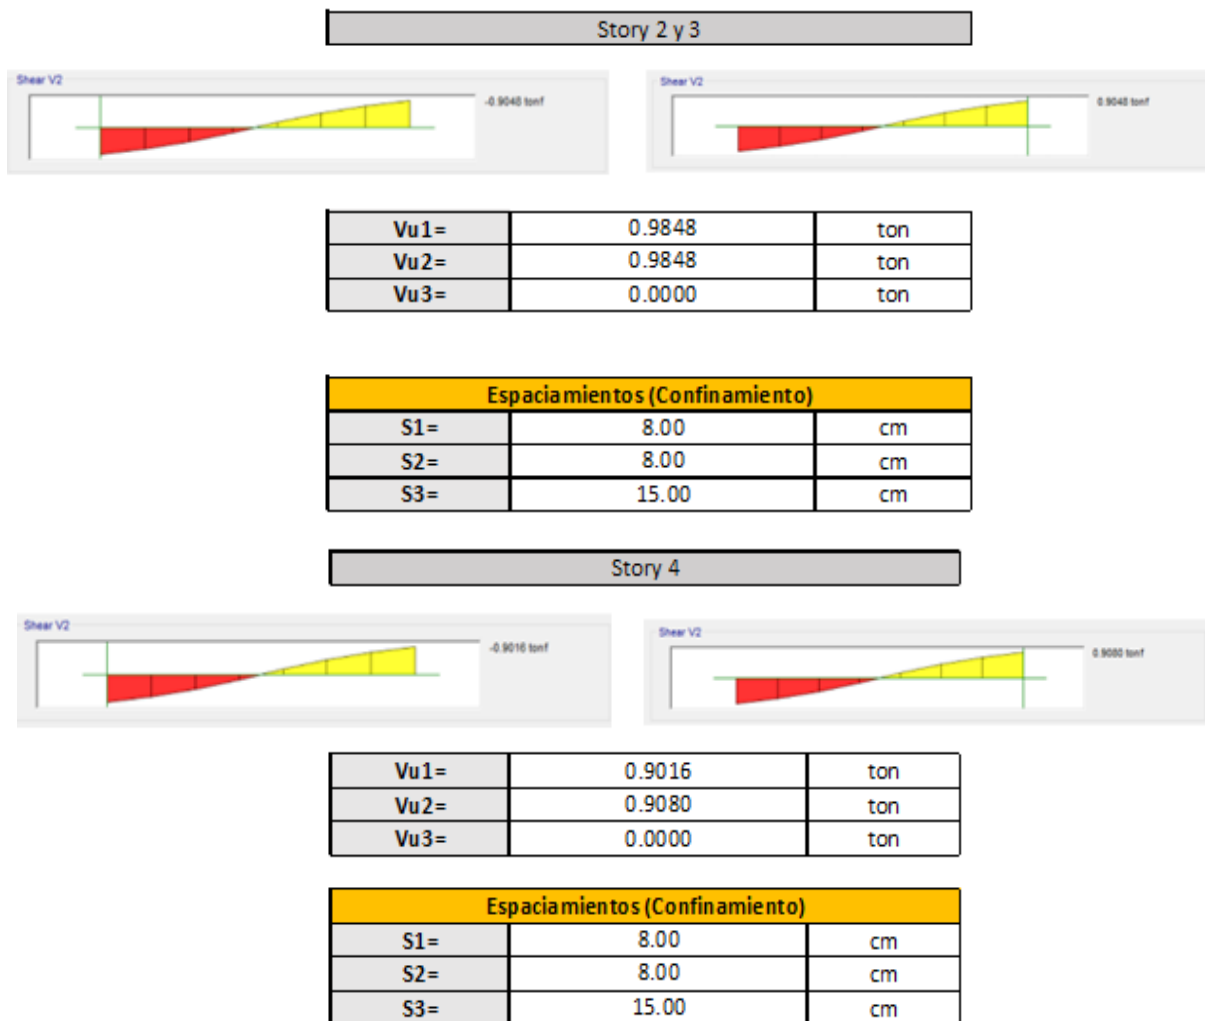 Story 2 y 3
Shear V2
-0.9048 tonf
Shear V2
0.9048 tonf
Vu1= 0.9848 ton
Vu2= 0.9848 ton
Vu3= 0.0000 ton
Espaciamientos (Confinamiento)
S1= 8.00 cm
S2= 8.00 cm
S3= 15.00 cm
Story 4
Shear V2
-0.9016 tonf
Shear V2
0.9080 tonf
Vu1= 0.9016 ton
Vu2= 0.9080 ton
Vu3= 0.0000 ton
Espaciamientos (Confinamiento)
S1= 8.00 cm
S2= 8.00 cm
S3= 15.00 cm